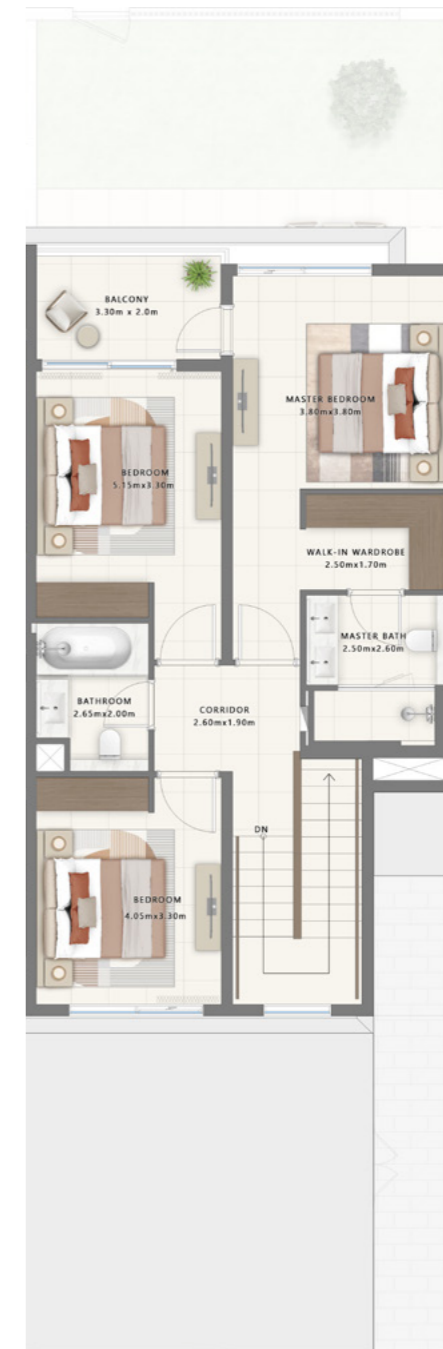 BALCONY
3.30m x 2.0m
MASTER BEDROOM
3.80mx3.80m
BEDROOM
5.15mx3.30m
WALK-IN WARDROBE
2.50mx1.70m
MASTER BATH
2.50mx2.60m
BATHROOM
2.65mx2.00m
CORRIDOR
2.60mx1.90m
DN
BEDROOM
4.05mx3.30m